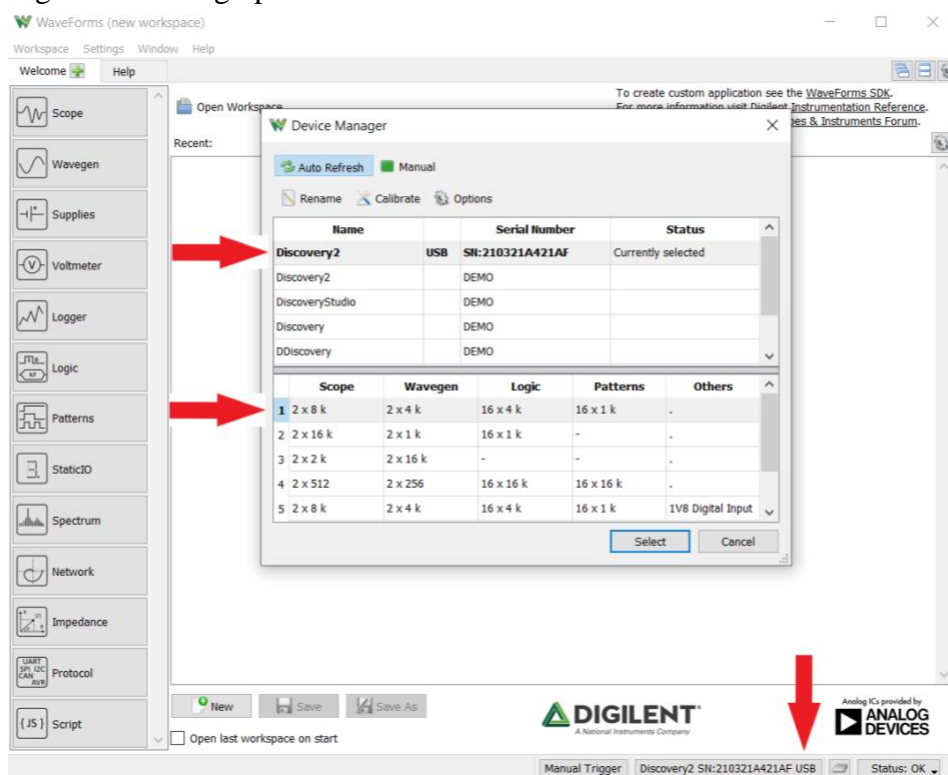 WaveForms (new workspace)
Workspace Settings Window Help
Welcome Help
Scope
Wavegen
Supplies
Voltmeter
Logger
Logic
Patterns
StaticIO
Spectrum
Network
Impedance
UART
SPI I2C
CAN
AVR
Protocol
{JS} Script
Open Workspace
To create custom application see the WaveForms SDK.
For more information visit Digilent Instrumentation Reference.
& Instruments Forum.
Recent:
Device Manager
Auto Refresh Manual
Rename Calibrate Options
Name Serial Number Status
Discovery2 USB SN:210321A421AF Currently selected
Discovery2 DEMO
DiscoveryStudio DEMO
Discovery DEMO
DDiscovery DEMO
Scope Wavegen Logic Patterns Others
1 2 x 8 k 2 x 4 k 16 x 4 k 16 x 1 k .
2 2 x 16 k 2 x 1 k 16 x 1 k - .
3 2 x 2 k 2 x 16 k - - .
4 2 x 512 2 x 256 16 x 16 k 16 x 16 k .
5 2 x 8 k 2 x 4 k 16 x 4 k 16 x 1 k 1V8 Digital Input
Select Cancel
New Save Save As
Open last workspace on start
DIGILENT
A National Instruments Company
Analog ICs provided by
ANALOG
DEVICES
Manual Trigger Discovery2 SN:210321A421AF USB Status: OK